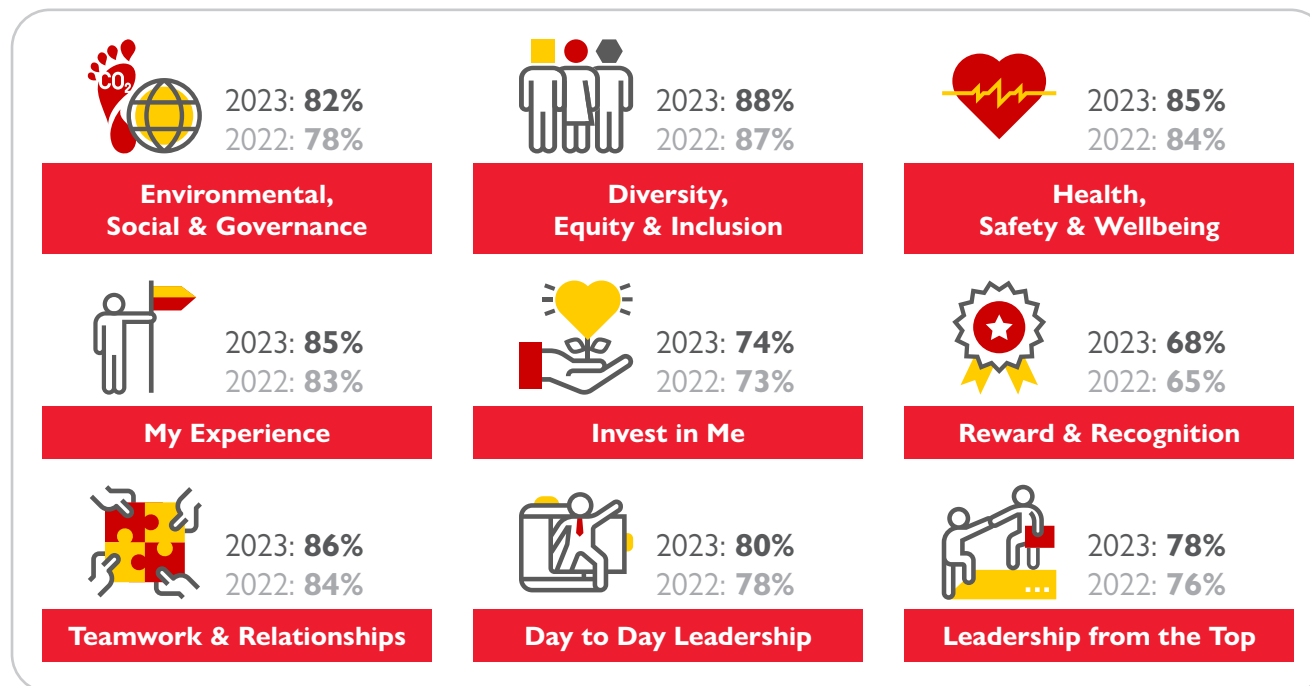 CO2
2023: 82%
2022: 78%
Environmental,
Social & Governance
2023: 88%
2022: 87%
Diversity,
Equity & Inclusion
2023: 85%
2022: 84%
Health,
Safety & Wellbeing
2023: 85%
2022: 83%
My Experience
2023: 74%
2022: 73%
Invest in Me
2023: 68%
2022: 65%
Reward & Recognition
2023: 86%
2022: 84%
Teamwork & Relationships
2023: 80%
2022: 78%
Day to Day Leadership
2023: 78%
2022: 76%
Leadership from the Top